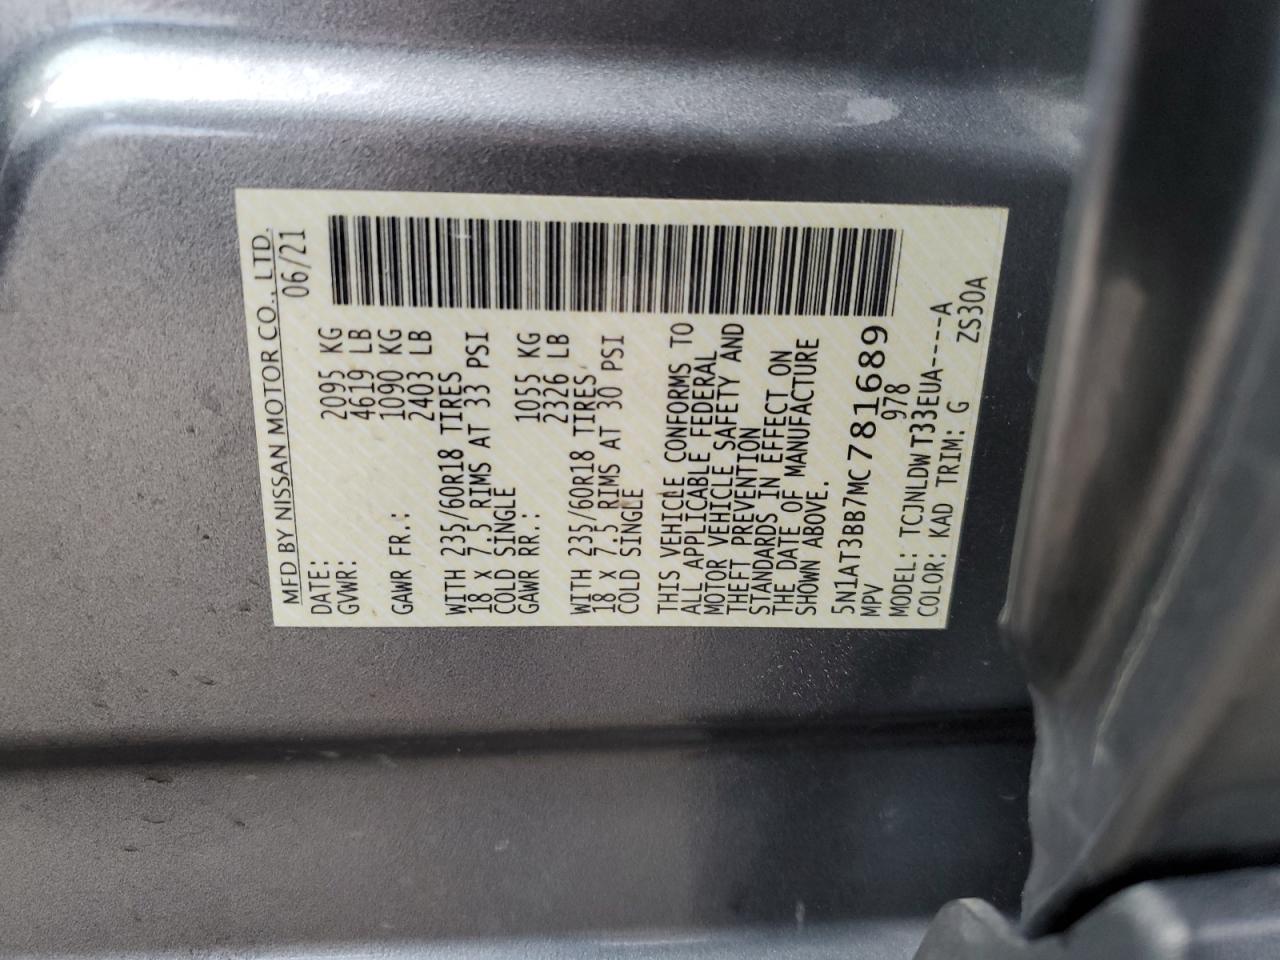 MFD BY NISSAN MOTOR CO., LTD.
DATE: 06/21
GVWR: 2095 KG
4619 LB
GAWR FR.: 1090 KG
2403 LB
WITH 235/60R18 TIRES
18 x 7.5 RIMS AT 33 PSI
COLD SINGLE
GAWR RR.: 1055 KG
2326 LB
WITH 235/60R18 TIRES,
18 x 7.5 RIMS AT 30 PSI
COLD SINGLE
THIS VEHICLE CONFORMS TO
ALL APPLICABLE FEDERAL
MOTOR VEHICLE SAFETY AND
THEFT PREVENTION
STANDARDS IN EFFECT ON
THE DATE OF MANUFACTURE
SHOWN ABOVE.
5N1AT3BB7MC781689
MPV 978
MODEL: TCJNLDW T33EUA----A
COLOR: KAD TRIM: G ZS30A